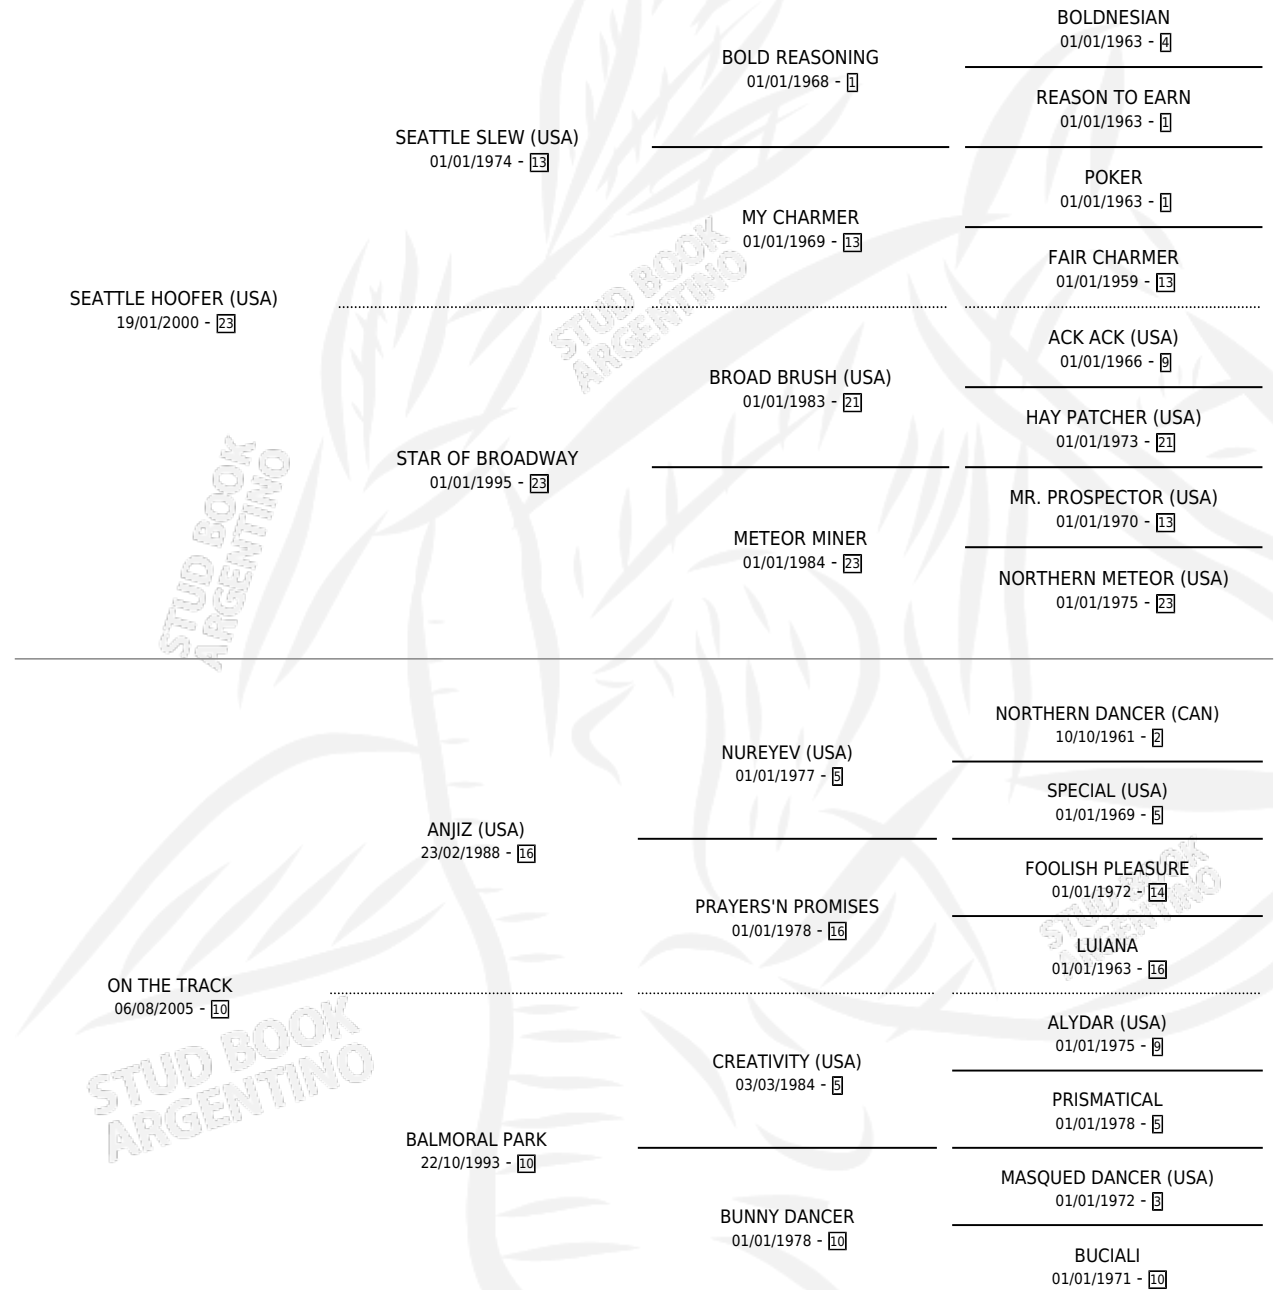 BOLDNESIAN
01/01/1963 - 4
BOLD REASONING
01/01/1968 - 1
REASON TO EARN
01/01/1963 - 1
SEATTLE SLEW (USA)
01/01/1974 - 13
POKER
01/01/1963 - 1
MY CHARMER
01/01/1969 - 13
FAIR CHARMER
01/01/1959 - 13
SEATTLE HOOFER (USA)
19/01/2000 - 23
STUD BOOK
ARGENTINO
ACK ACK (USA)
01/01/1966 - 9
BROAD BRUSH (USA)
01/01/1983 - 21
HAY PATCHER (USA)
01/01/1973 - 21
STAR OF BROADWAY
01/01/1995 - 23
STUD BOOK
ARGENTINO
MR. PROSPECTOR (USA)
01/01/1970 - 13
METEOR MINER
01/01/1984 - 23
NORTHERN METEOR (USA)
01/01/1975 - 23
NORTHERN DANCER (CAN)
10/10/1961 - 2
NUREYEV (USA)
01/01/1977 - 5
SPECIAL (USA)
01/01/1969 - 5
ANJIZ (USA)
23/02/1988 - 16
FOOLISH PLEASURE
01/01/1972 - 14
STUD BOOK
ARGENTINO
PRAYERS'N PROMISES
01/01/1978 - 16
LUIANA
01/01/1963 - 16
ON THE TRACK
06/08/2005 - 10
STUD BOOK
ARGENTINO
ALYDAR (USA)
01/01/1975 - 9
CREATIVITY (USA)
03/03/1984 - 5
PRISMATICAL
01/01/1978 - 5
BALMORAL PARK
22/10/1993 - 10
MASQUED DANCER (USA)
01/01/1972 - 3
BUNNY DANCER
01/01/1978 - 10
BUCIALI
01/01/1971 - 10